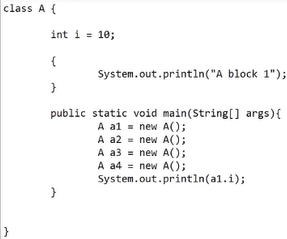 class A {
int i = 10;
{
System.out.println("A block 1");
}
public static void main(String[] args){
A a1 = new A();
A a2 = new A();
A a3 = new A();
A a4 = new A();
System.out.println(a1.i);
}
}